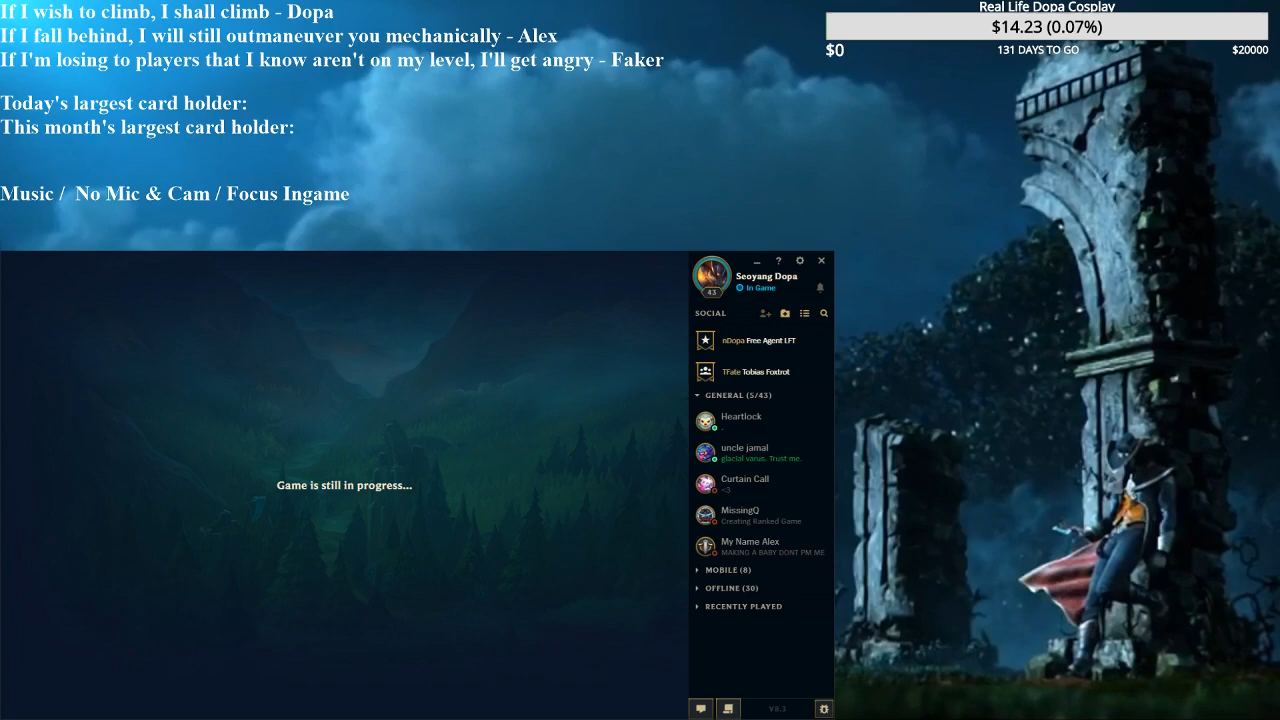 If I wish to climb, I shall climb - Dopa
If I fall behind, I will still outmaneuver you mechanically - Alex
If I'm losing to players that I know aren't on my level, I'll get angry - Faker
Today's largest card holder:
This month's largest card holder:
Music / No Mic & Cam / Focus Ingame
Real Life Dopa Cosplay
$14.23 (0.07%)
$0 131 DAYS TO GO $20000
Game is still in progress...
Seoyang Dopa
43 In Game
SOCIAL
nDopa Free Agent LFT
TFate Tobias Foxtrot
GENERAL (5/43)
Heartlock
uncle jamal
glacial varus. Trust me.
Curtain Call
<3
MissingQ
Creating Ranked Game
My Name Alex
MAKING A BABY DONT PM ME
MOBILE (8)
OFFLINE (30)
RECENTLY PLAYED
V8.3